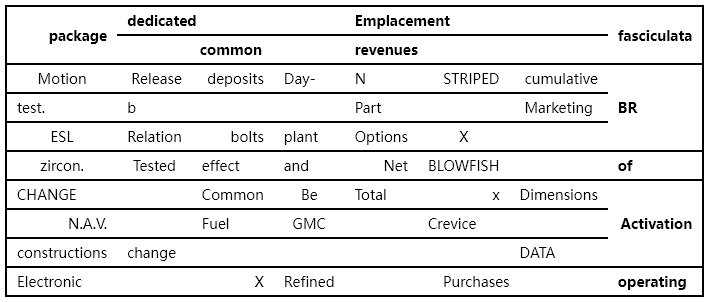 package dedicated Emplacement fasciculata
common revenues
Motion Release deposits Day- N STRIPED cumulative BR
test. b Part Marketing
ESL Relation bolts plant Options X
zircon. Tested effect and Net BLOWFISH of
CHANGE Common Be Total x Dimensions Activation
N.A.V. Fuel GMC Crevice
constructions change DATA
Electronic X Refined Purchases operating